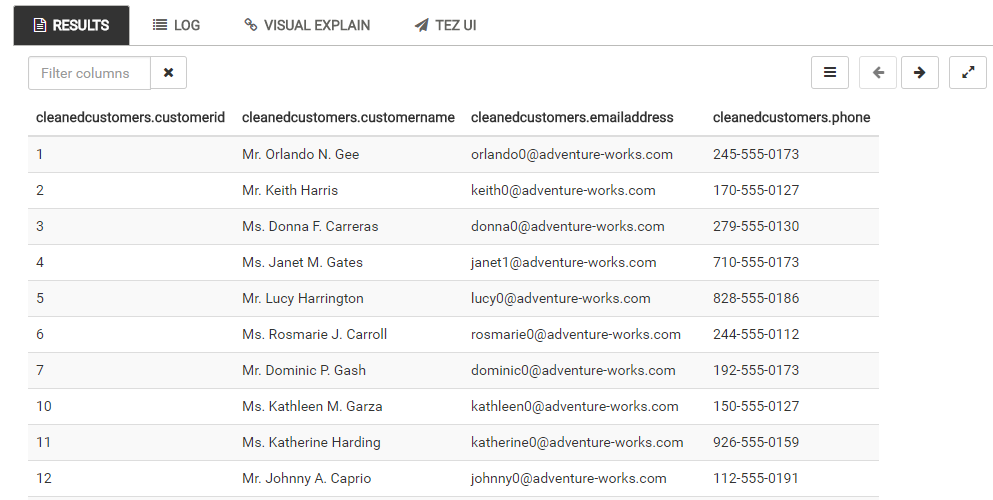 RESULTS LOG VISUAL EXPLAIN TEZ UI
Filter columns
cleanedcustomers.customerid cleanedcustomers.customername cleanedcustomers.emailaddress cleanedcustomers.phone
1 Mr. Orlando N. Gee orlando0@adventure-works.com 245-555-0173
2 Mr. Keith Harris keith0@adventure-works.com 170-555-0127
3 Ms. Donna F. Carreras donna0@adventure-works.com 279-555-0130
4 Ms. Janet M. Gates janet1@adventure-works.com 710-555-0173
5 Mr. Lucy Harrington lucy0@adventure-works.com 828-555-0186
6 Ms. Rosmarie J. Carroll rosmarie0@adventure-works.com 244-555-0112
7 Mr. Dominic P. Gash dominic0@adventure-works.com 192-555-0173
10 Ms. Kathleen M. Garza kathleen0@adventure-works.com 150-555-0127
11 Ms. Katherine Harding katherine0@adventure-works.com 926-555-0159
12 Mr. Johnny A. Caprio johnny0@adventure-works.com 112-555-0191